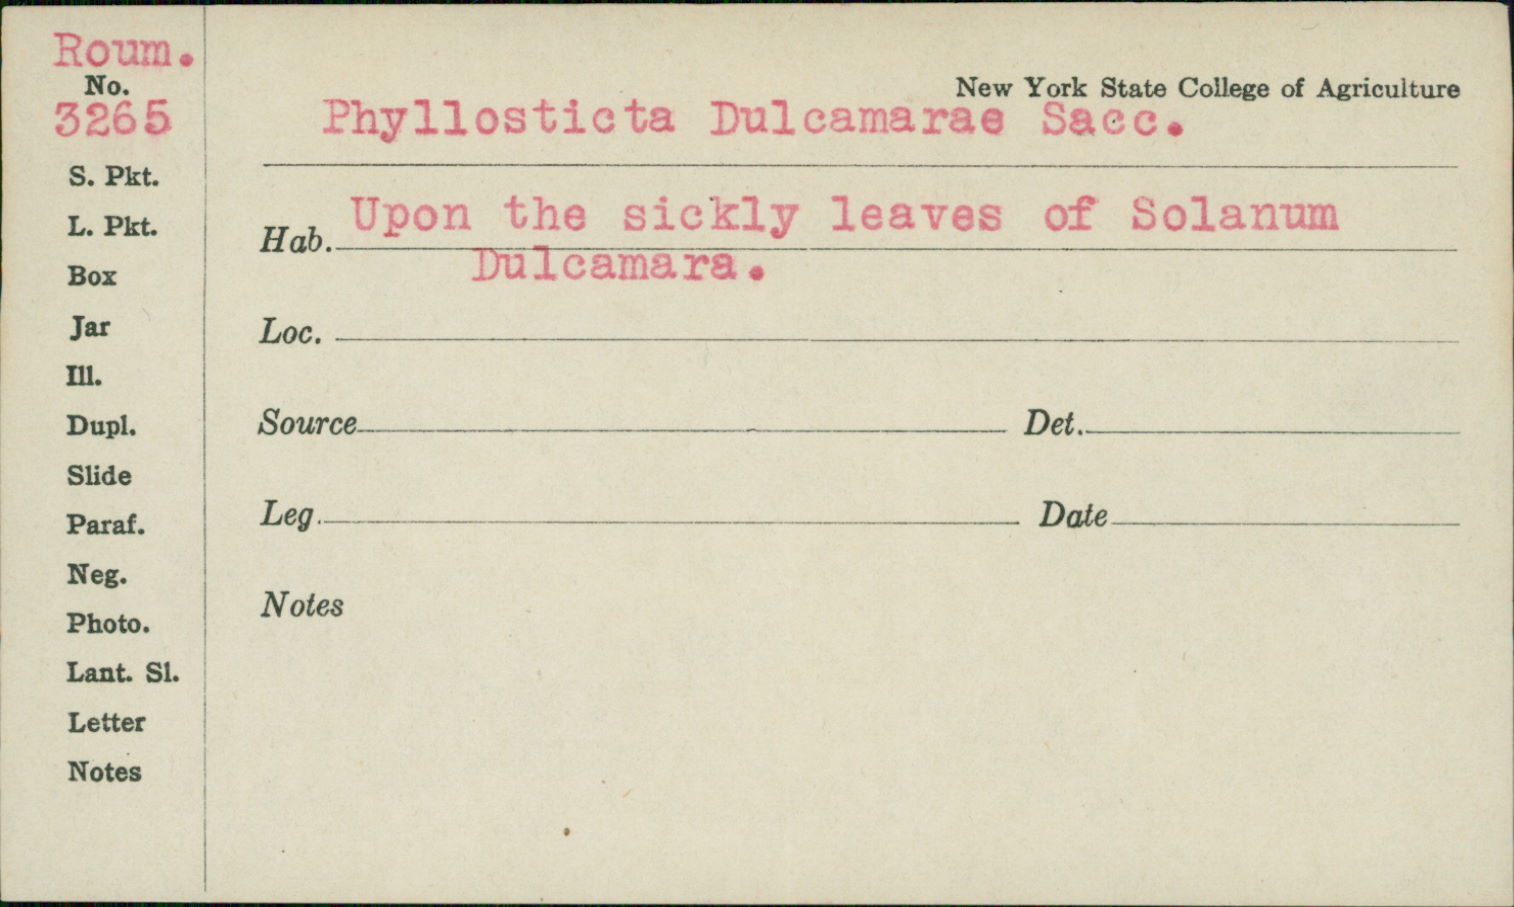 Roum.
No.
3265
S. Pkt.
L. Pkt.
Box
Jar
Ill.
Dupl.
Slide
Paraf.
Neg.
Photo.
Lant. Sl.
Letter
Notes
New York State College of Agriculture
Phyllosticta Dulcamarae Sacc.
Hab. Upon the sickly leaves of Solanum
Dulcamara.
Loc.
Source Det.
Leg. Date
Notes